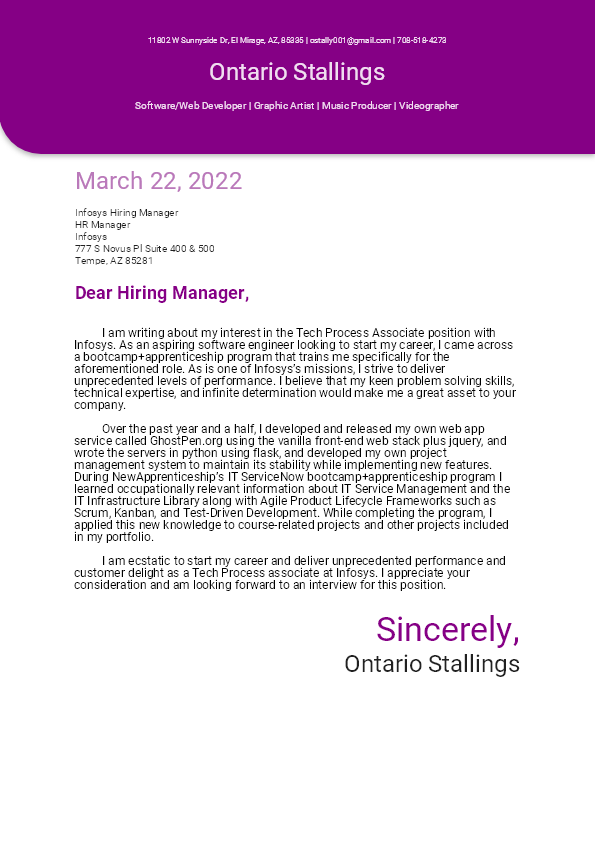 11802 W Sunnyside Dr, El Mirage, AZ, 85335 | ostally001@gmail.com | 708-518-4273
Ontario Stallings
Software/Web Developer | Graphic Artist | Music Producer | Videographer
March 22, 2022
Infosys Hiring Manager
HR Manager
Infosys
777 S Novus Pl Suite 400 & 500
Tempe, AZ 85281
Dear Hiring Manager,
I am writing about my interest in the Tech Process Associate position with
Infosys. As an aspiring software engineer looking to start my career, I came across
a bootcamp+apprenticeship program that trains me specifically for the
aforementioned role. As is one of Infosys's missions, I strive to deliver
unprecedented levels of performance. I believe that my keen problem solving skills,
technical expertise, and infinite determination would make me a great asset to your
company.
Over the past year and a half, I developed and released my own web app
service called GhostPen.org using the vanilla front-end web stack plus jquery, and
wrote the servers in python using flask, and developed my own project
management system to maintain its stability while implementing new features.
During NewApprenticeship's IT ServiceNow bootcamp+apprenticeship program I
learned occupationally relevant information about IT Service Management and the
IT Infrastructure Library along with Agile Product Lifecycle Frameworks such as
Scrum, Kanban, and Test-Driven Development. While completing the program, I
applied this new knowledge to course-related projects and other projects included
in my portfolio.
I am ecstatic to start my career and deliver unprecedented performance and
customer delight as a Tech Process associate at Infosys. I appreciate your
consideration and am looking forward to an interview for this position.
Sincerely,
Ontario Stallings